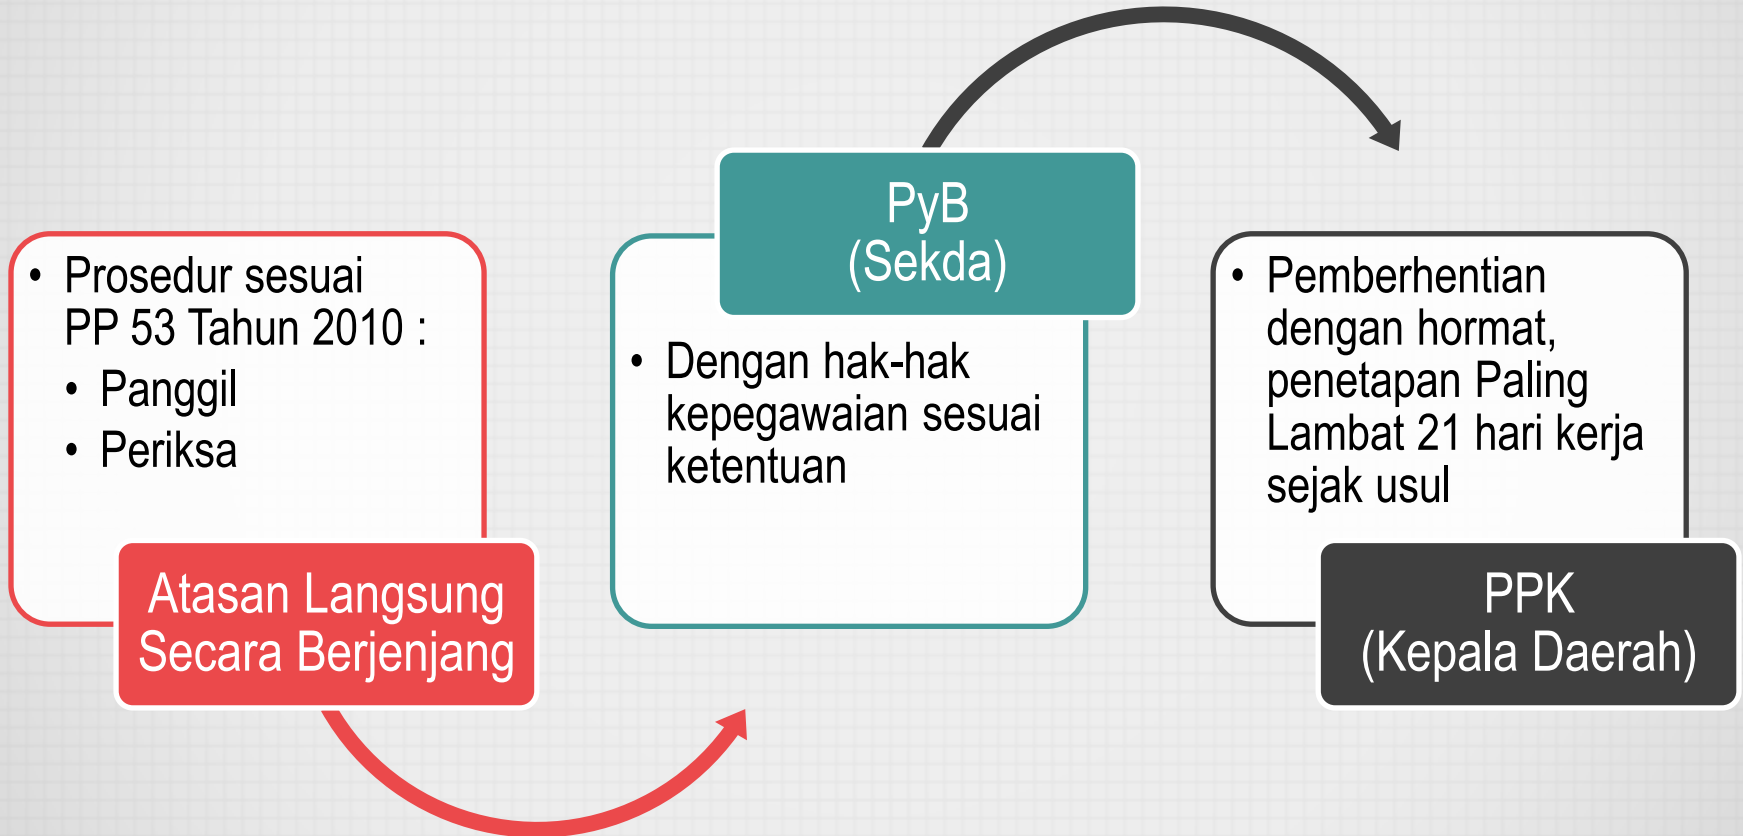 • Prosedur sesuai
PP 53 Tahun 2010 :
• Panggil
• Periksa
Atasan Langsung
Secara Berjenjang
PyB
(Sekda)
• Dengan hak-hak
kepegawaian sesuai
ketentuan
• Pemberhentian
dengan hormat,
penetapan Paling
Lambat 21 hari kerja
sejak usul
PPK
(Kepala Daerah)